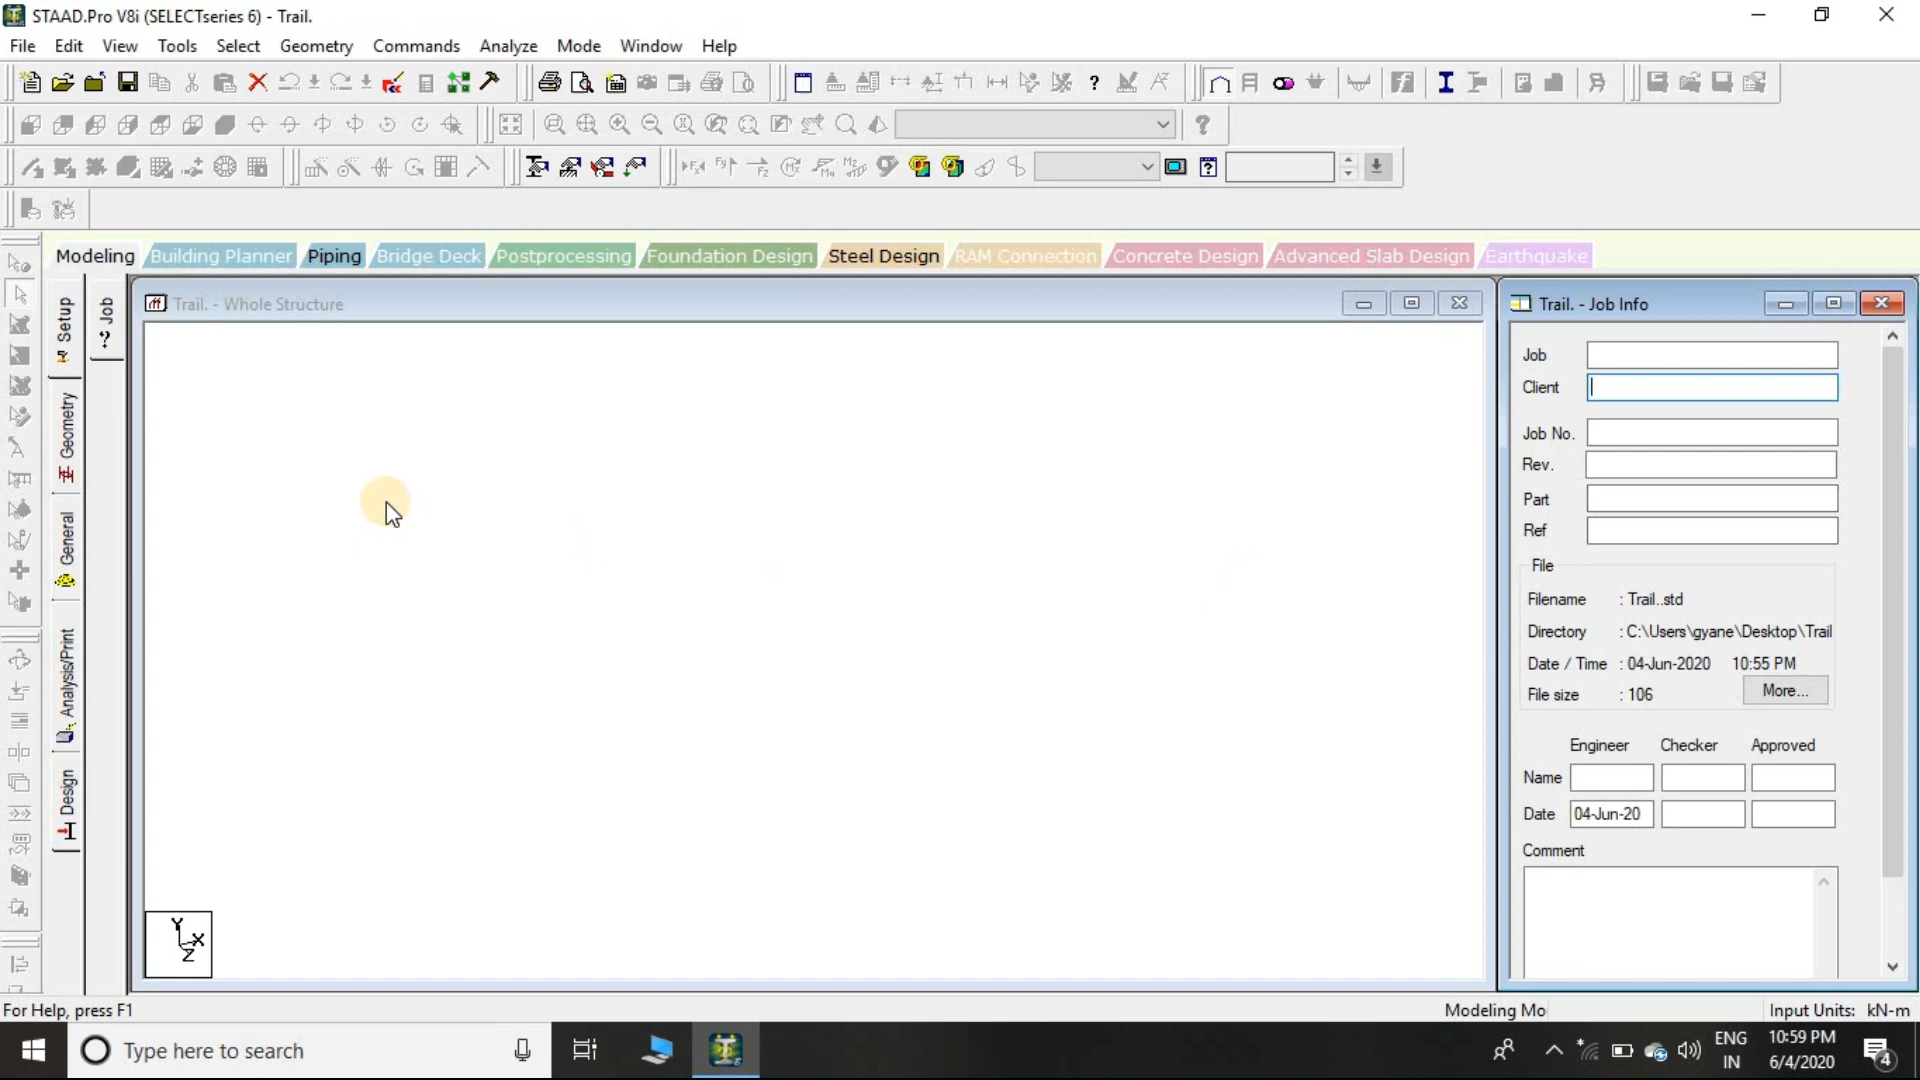 STAAD.Pro V8i (SELECTseries 6) - Trail.
File Edit View Tools Select Geometry Commands Analyze Mode Window Help
Modeling Building Planner Piping Bridge Deck Postprocessing Foundation Design Steel Design RAM Connection Concrete Design Advanced Slab Design Earthquake
Setup
Geometry
General
Analysis/Print
Design
Job
Trail. - Whole Structure
Y
X
Z
Trail. - Job Info
Job
Client
Job No.
Rev.
Part
Ref
File
Filename : Trail..std
Directory : C:\Users\gyane\Desktop\Trail
Date / Time : 04-Jun-2020 10:55 PM
File size : 106 More...
Engineer Checker Approved
Name
Date 04-Jun-20
Comment
For Help, press F1 Modeling Mo Input Units: kN-m
Type here to search
ENG
IN
10:59 PM
6/4/2020
4